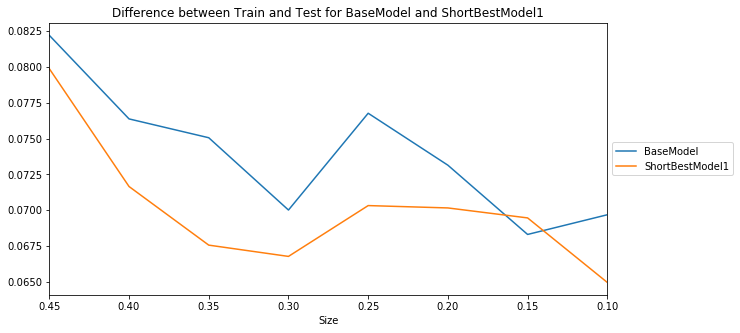 Difference between Train and Test for BaseModel and ShortBestModel1
0.0825
0.0800
0.0775
0.0750
0.0725
0.0700
0.0675
0.0650
0.45 0.40 0.35 0.30 0.25 0.20 0.15 0.10
Size
BaseModel
ShortBestModel1